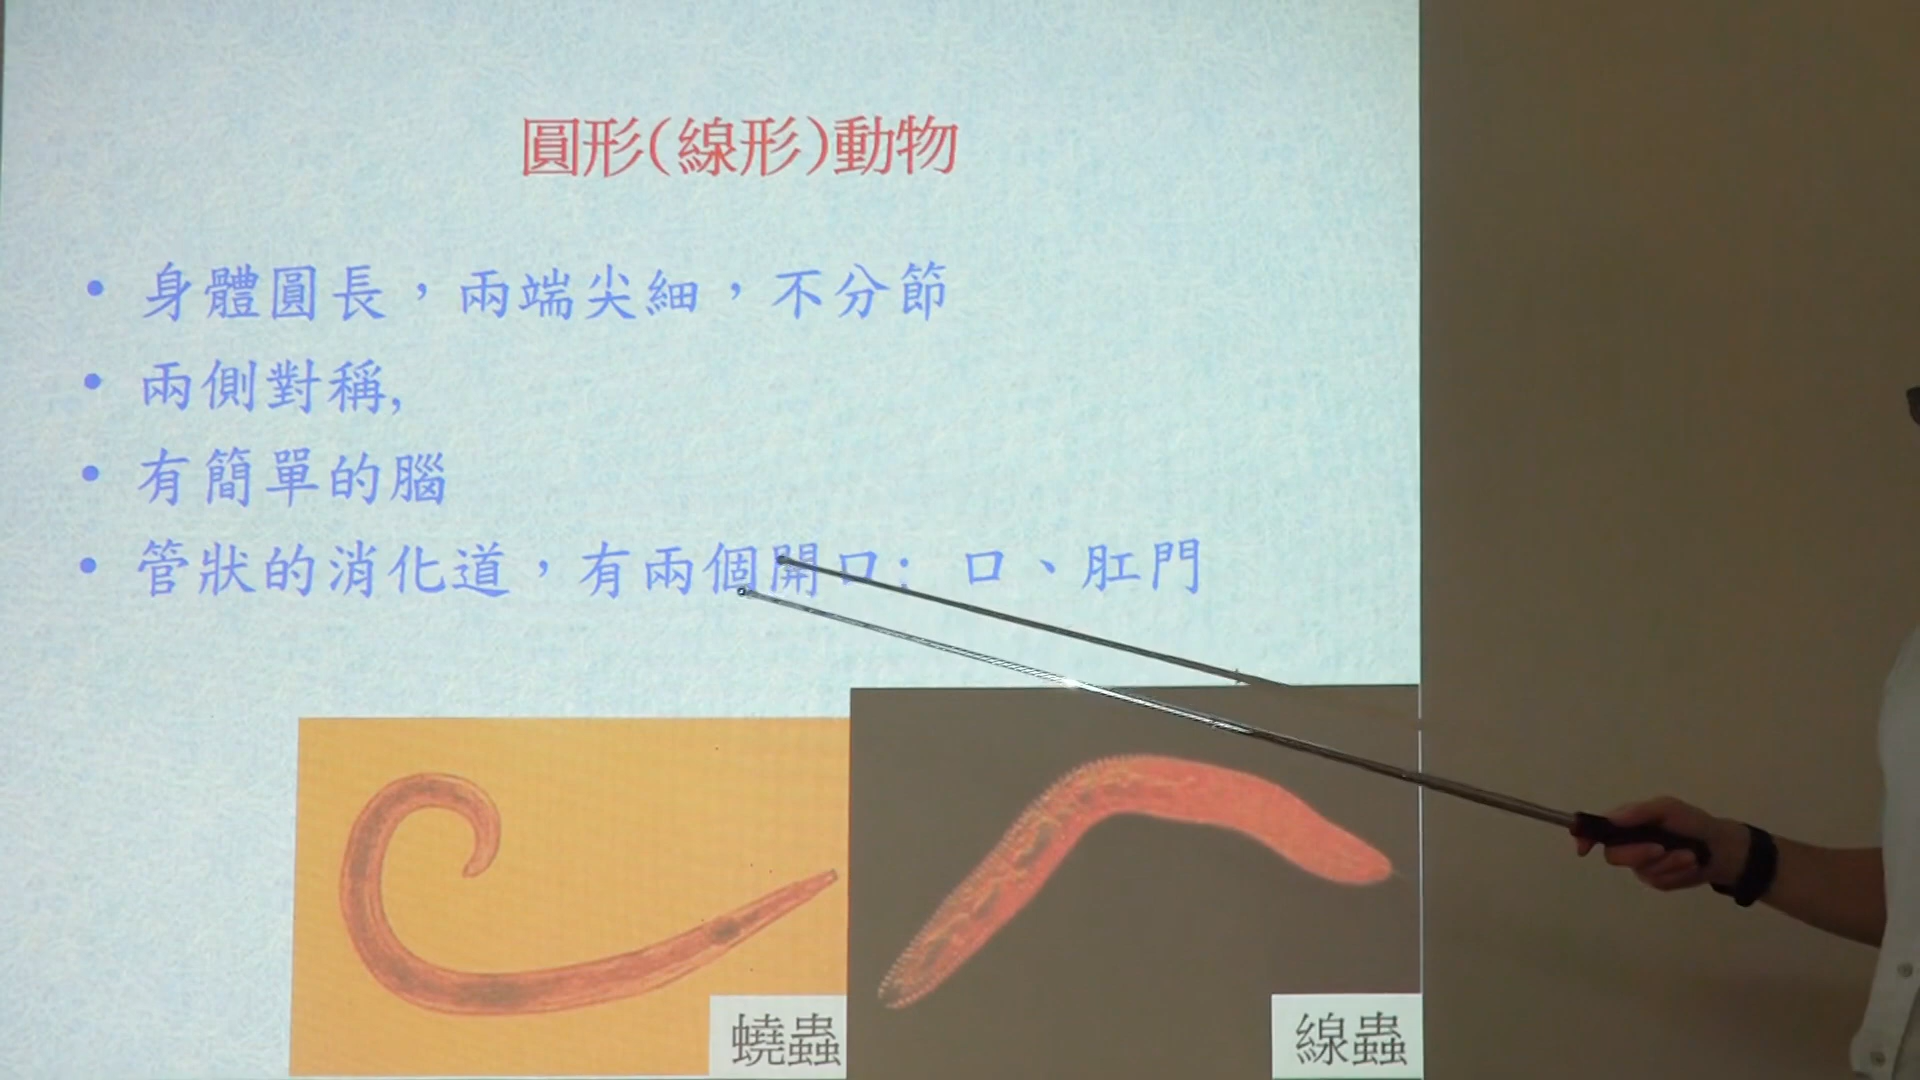 圓形(線形)動物
• 身體圓長，兩端尖細，不分節
• 兩側對稱,
• 有簡單的腦
• 管狀的消化道，有兩個開口: 口、肛門
蟯蟲
線蟲